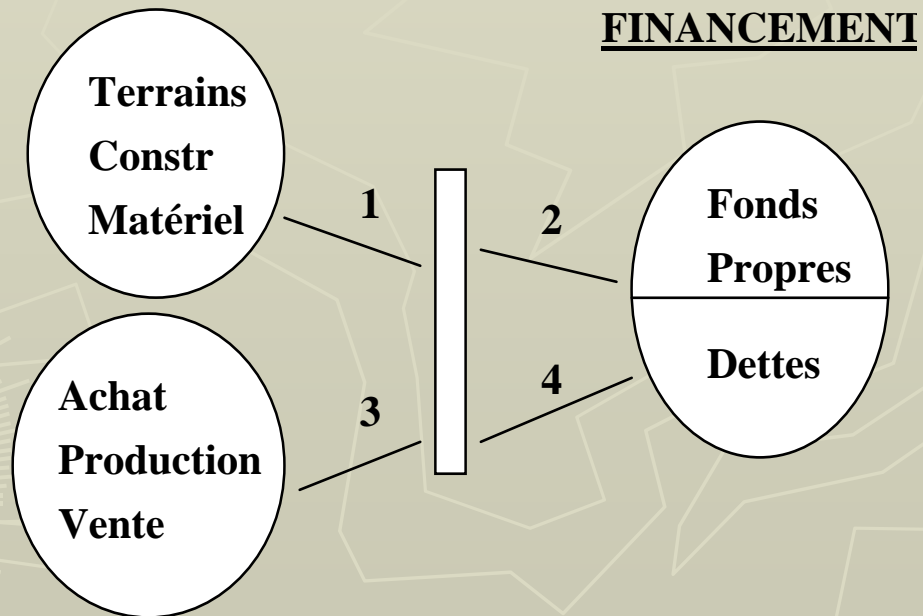 FINANCEMENT
Terrains
Constr
Matériel
1
2
Fonds
Propres
Achat
Production
Vente
3
4
Dettes